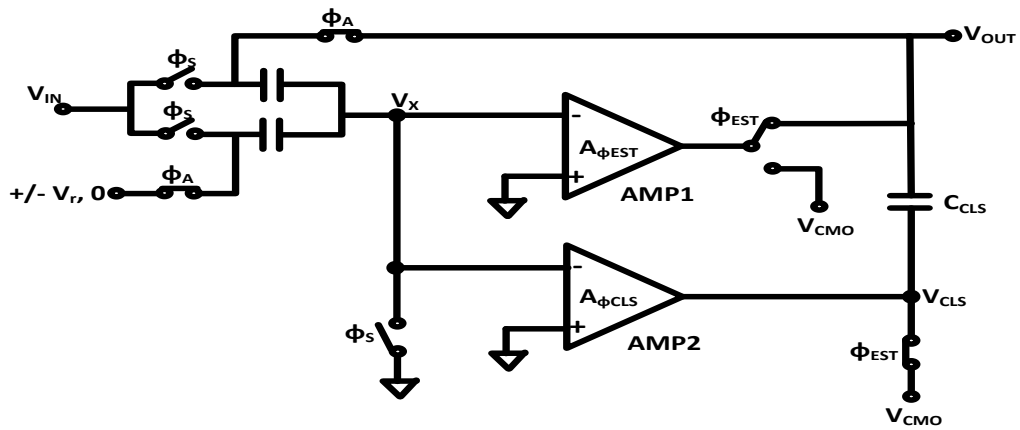 ϕA
VOUT
ϕS
VIN
ϕS
VX
-
AϕEST
+
AMP1
ϕEST
VCMO
CCLS
ϕA
+/- Vr, 0
-
AϕCLS
+
AMP2
VCLS
ϕS
ϕEST
VCMO